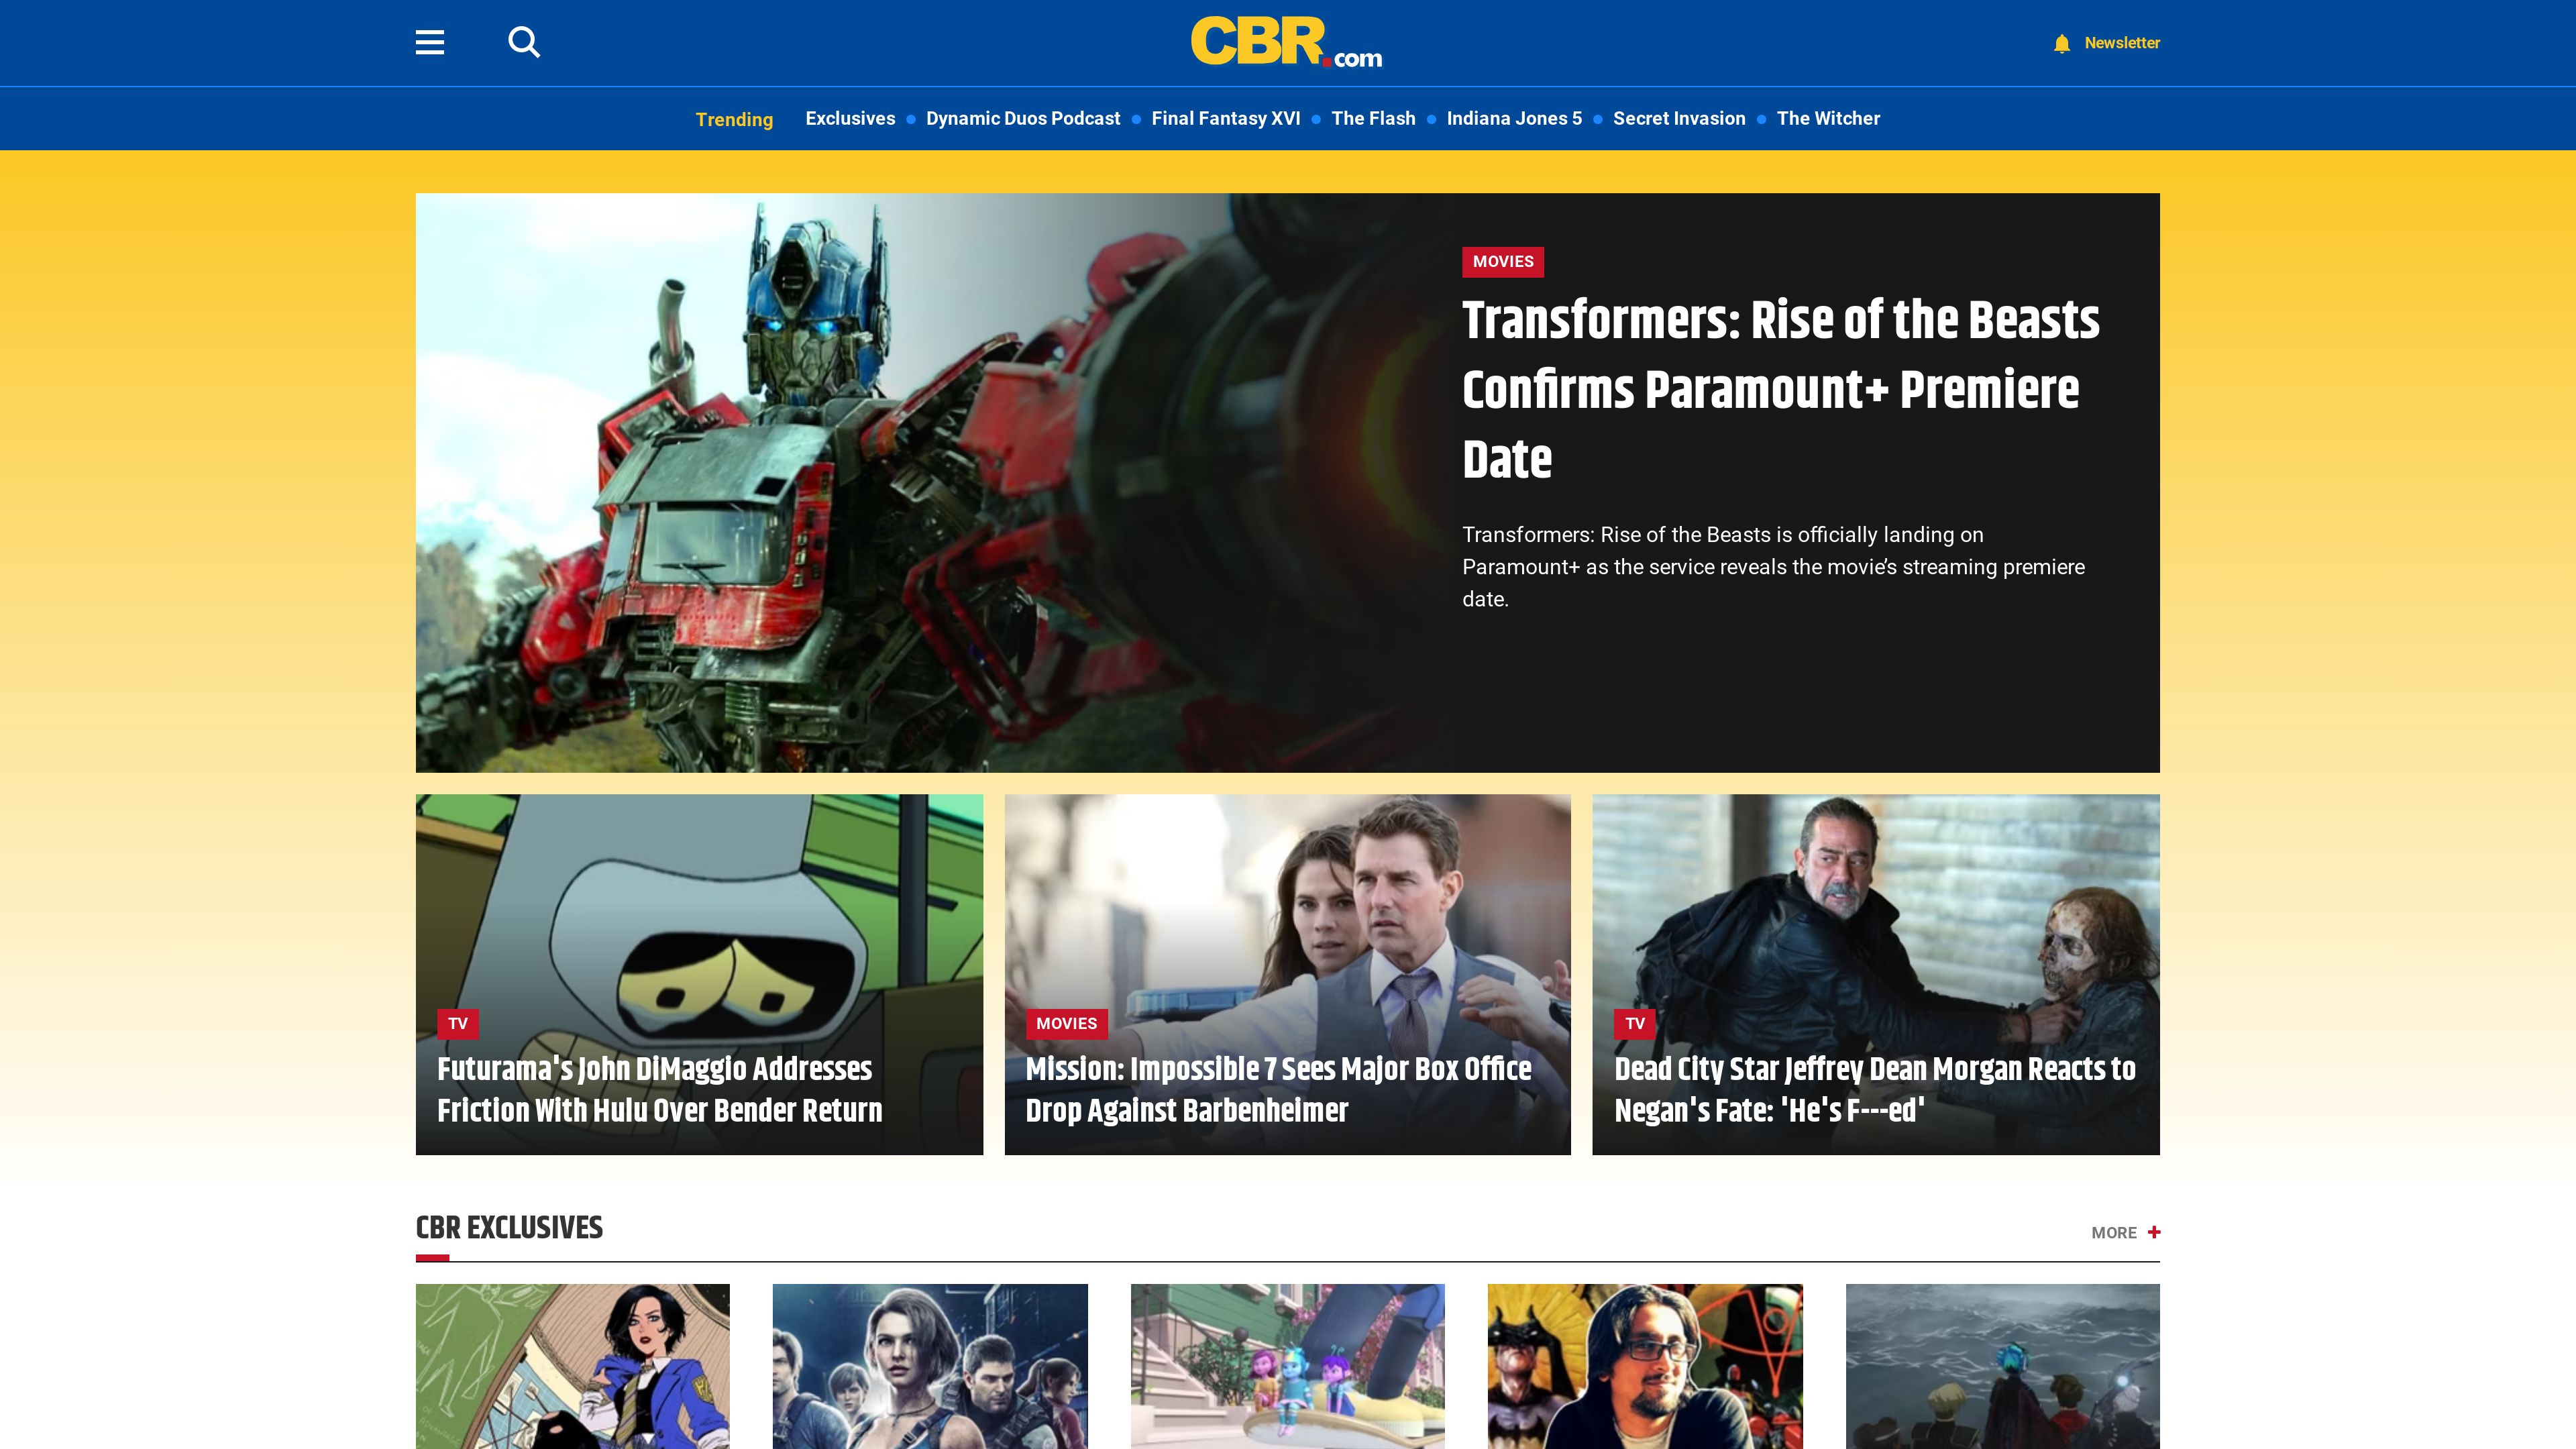 CBR.com
Newsletter
Trending
Exclusives
Dynamic Duos Podcast
Final Fantasy XVI
The Flash
Indiana Jones 5
Secret Invasion
The Witcher
MOVIES
Transformers: Rise of the Beasts
Confirms Paramount+ Premiere
Date
Transformers: Rise of the Beasts is officially landing on
Paramount+ as the service reveals the movie's streaming premiere
date.
TV
Futurama's John DiMaggio Addresses
Friction With Hulu Over Bender Return
MOVIES
Mission: Impossible 7 Sees Major Box Office
Drop Against Barbenheimer
TV
Dead City Star Jeffrey Dean Morgan Reacts to
Negan's Fate: 'He's F---ed'
CBR EXCLUSIVES
MORE